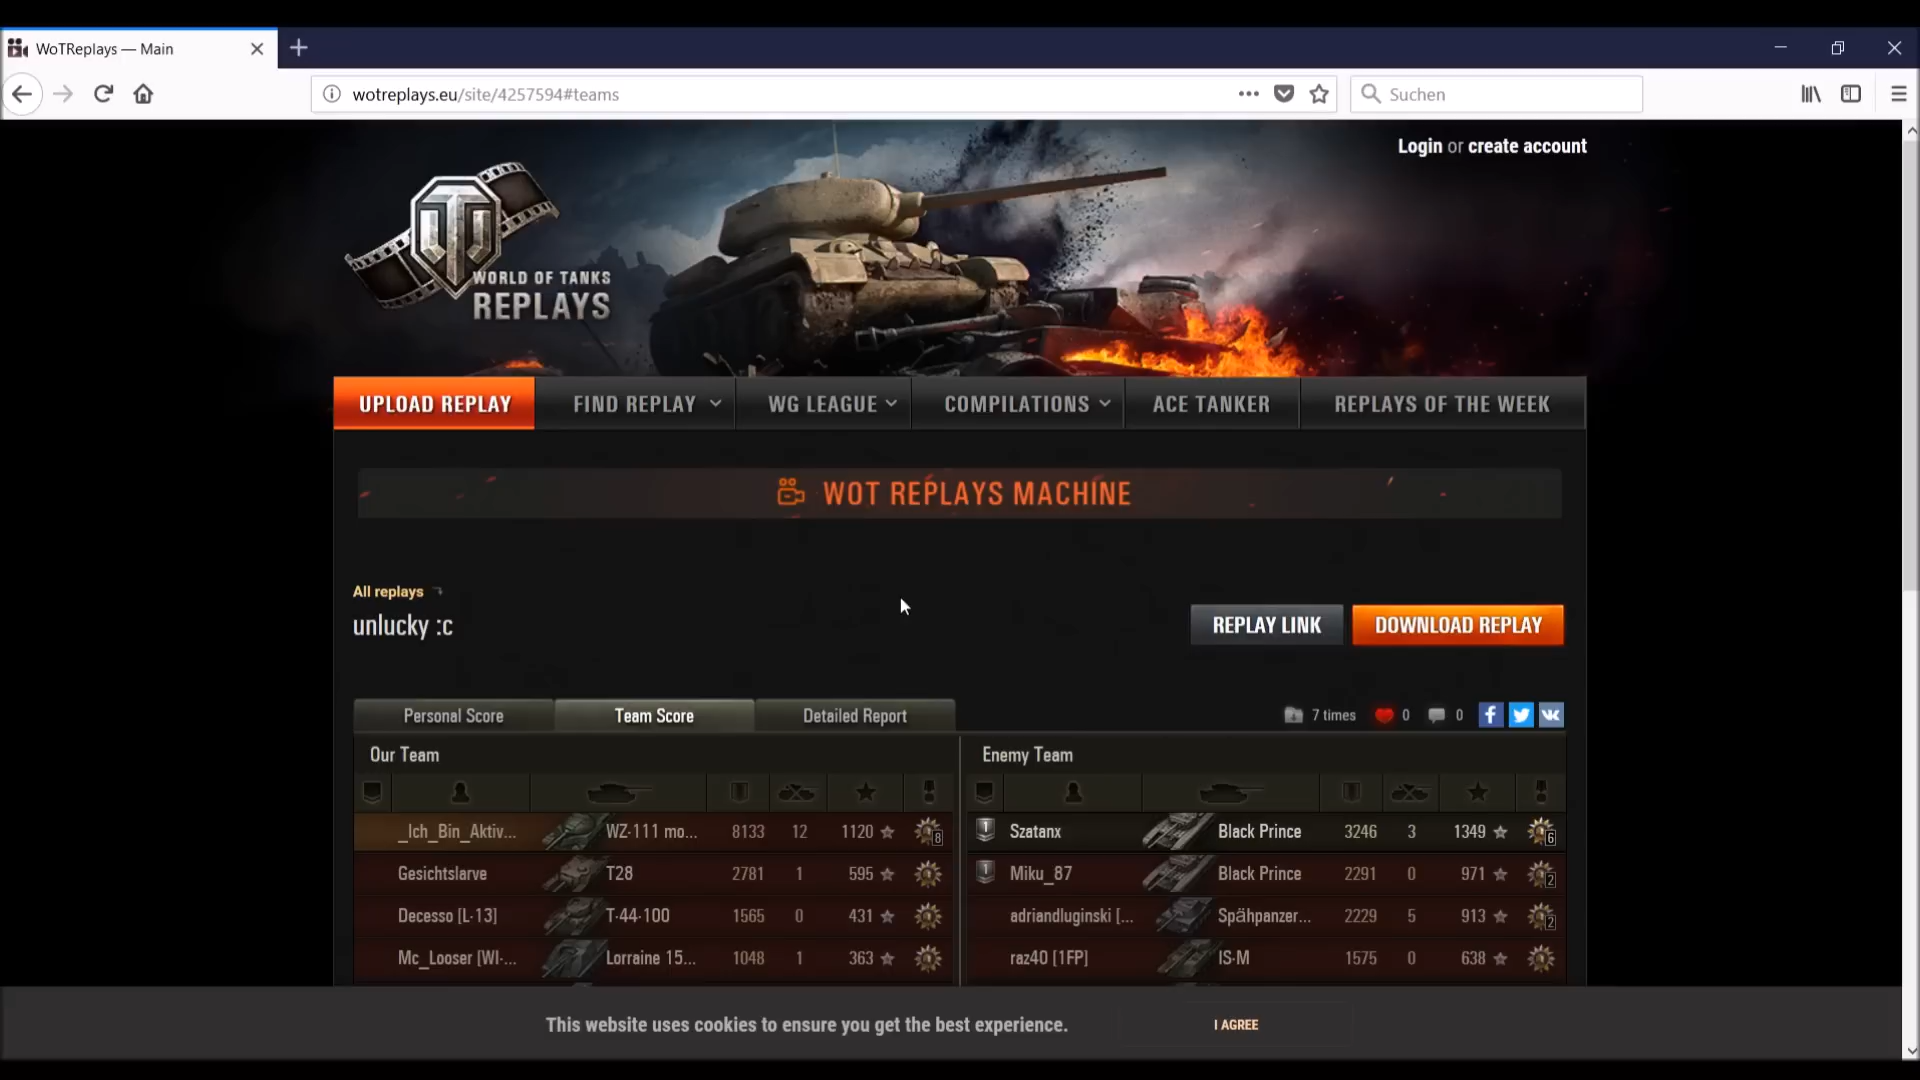 WoTReplays — Main
wotreplays.eu/site/4257594#teams
Suchen
Login or create account
WORLD OF TANKS
REPLAYS
UPLOAD REPLAY FIND REPLAY WG LEAGUE COMPILATIONS ACE TANKER REPLAYS OF THE WEEK
WOT REPLAYS MACHINE
All replays
unlucky :c
REPLAY LINK DOWNLOAD REPLAY
Personal Score Team Score Detailed Report 7 times 0 0
Our Team Enemy Team
_Ich_Bin_Aktiv... WZ-111 mo... 8133 12 1120 8 1 Szatanx Black Prince 3246 3 1349 6
Gesichtslarve T28 2781 1 595 1 Miku_87 Black Prince 2291 0 971 2
Decesso [L-13] T-44-100 1565 0 431 adriandluginski [... Spähpanzer... 2229 5 913 2
Mc_Looser [WI-... Lorraine 15... 1048 1 363 raz40 [1FP] IS-M 1575 0 638
This website uses cookies to ensure you get the best experience. I AGREE